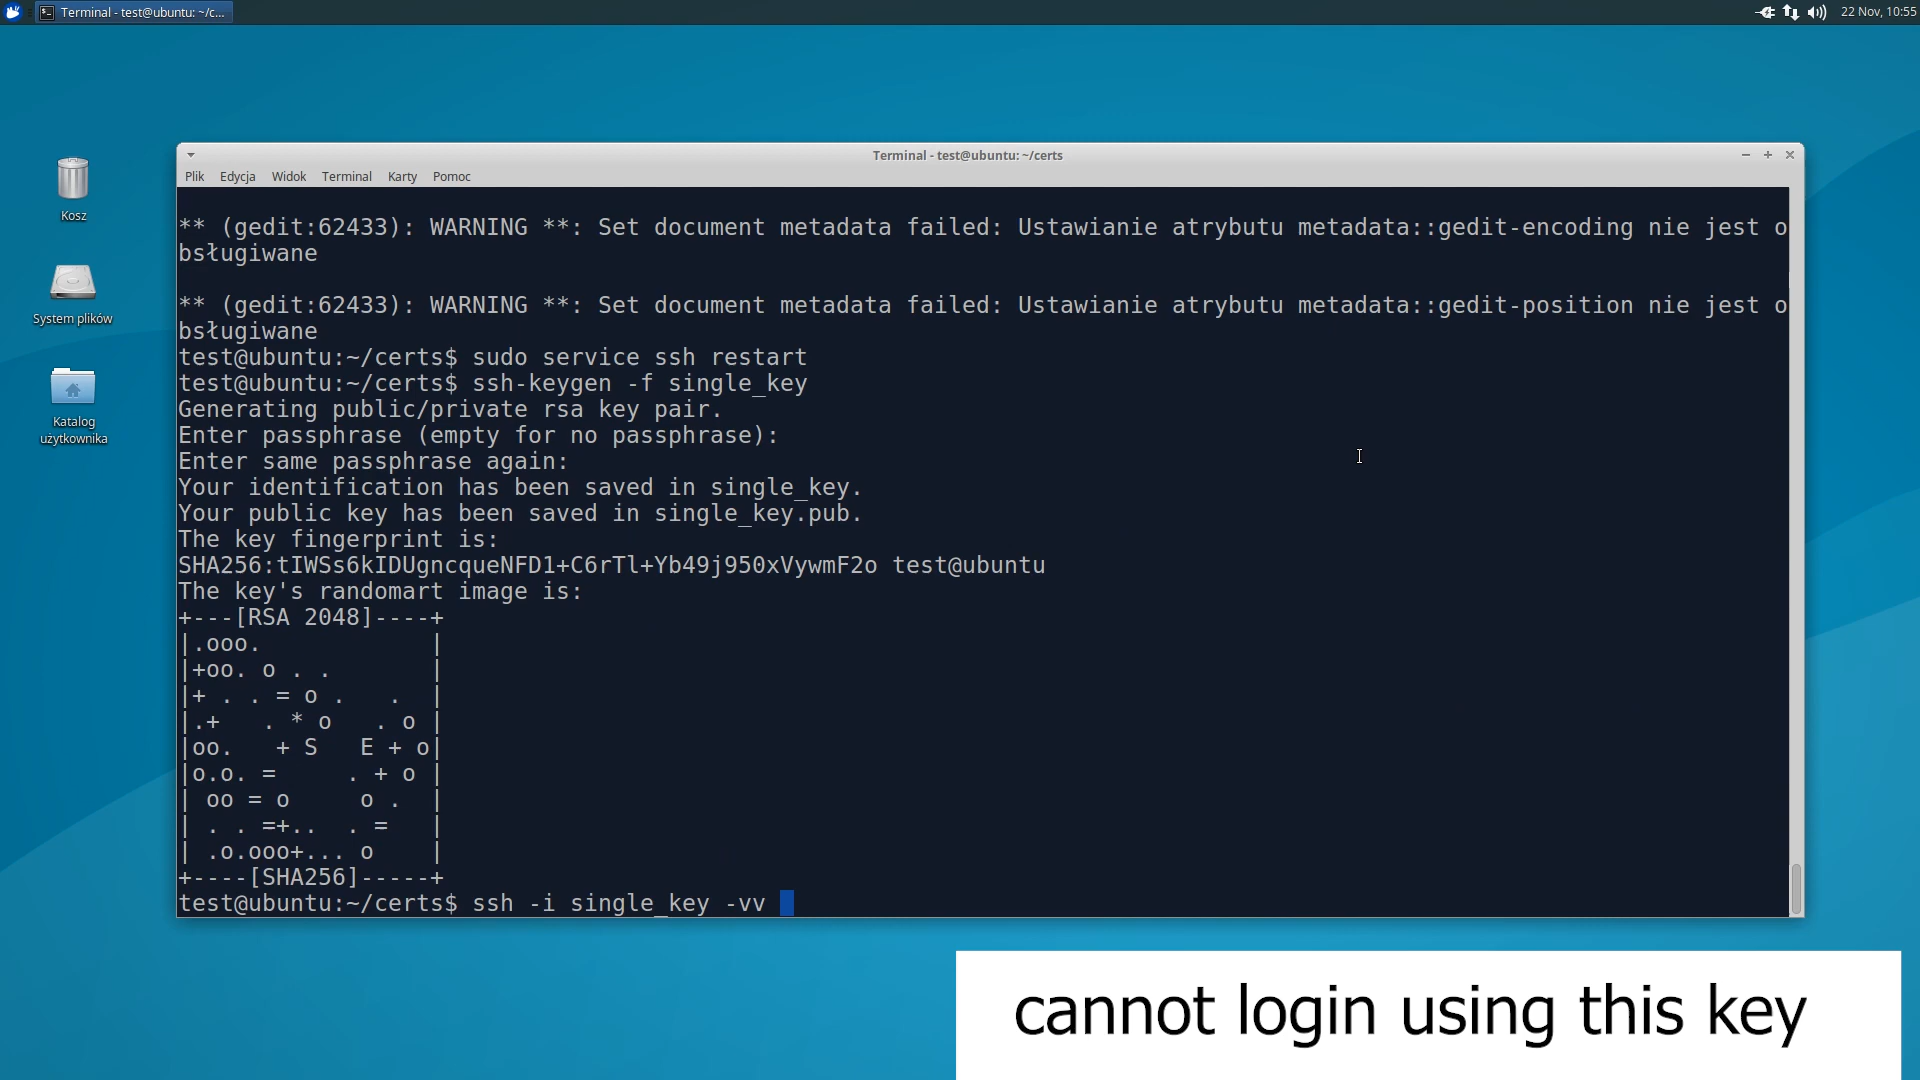 Terminal - test@ubuntu: ~/c...
22 Nov, 10:55
Terminal - test@ubuntu: ~/certs
Plik Edycja Widok Terminal Karty Pomoc
Kosz
System plików
Katalog
użytkownika
** (gedit:62433): WARNING **: Set document metadata failed: Ustawianie atrybutu metadata::gedit-encoding nie jest o
bsługiwane
** (gedit:62433): WARNING **: Set document metadata failed: Ustawianie atrybutu metadata::gedit-position nie jest o
bsługiwane
test@ubuntu:~/certs$ sudo service ssh restart
test@ubuntu:~/certs$ ssh-keygen -f single_key
Generating public/private rsa key pair.
Enter passphrase (empty for no passphrase):
Enter same passphrase again:
Your identification has been saved in single_key.
Your public key has been saved in single_key.pub.
The key fingerprint is:
SHA256:tIWSs6kIDUgncqueNFD1+C6rTl+Yb49j950xVywmF2o test@ubuntu
The key's randomart image is:
+---[RSA 2048]----+
|.ooo.            |
|+oo. o . .       |
|+ . . = o .   .  |
|.+   . * o   . o |
|oo.   + S   E + o|
|o.o. =     . + o |
| oo = o     o .  |
| . . =+..  . =   |
| .o.ooo+... o    |
+----[SHA256]-----+
test@ubuntu:~/certs$ ssh -i single_key -vv
cannot login using this key